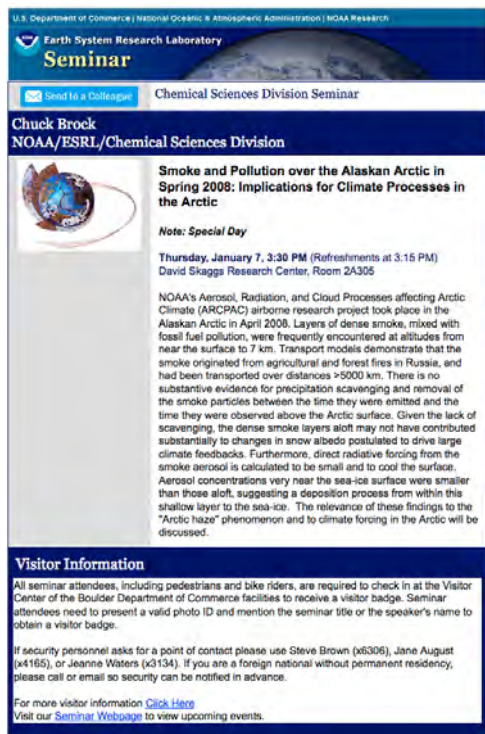 U.S. Department of Commerce | National Oceanic & Atmospheric Administration | NOAA Research
Earth System Research Laboratory
Seminar
Send to a Colleague
Chemical Sciences Division Seminar
Chuck Brock
NOAA/ESRL/Chemical Sciences Division
Smoke and Pollution over the Alaskan Arctic in
Spring 2008: Implications for Climate Processes in
the Arctic
Note: Special Day
Thursday, January 7, 3:30 PM (Refreshments at 3:15 PM)
David Skaggs Research Center, Room 2A305
NOAA's Aerosol, Radiation, and Cloud Processes affecting Arctic
Climate (ARCPAC) airborne research project took place in the
Alaskan Arctic in April 2008. Layers of dense smoke, mixed with
fossil fuel pollution, were frequently encountered at altitudes from
near the surface to 7 km. Transport models demonstrate that the
smoke originated from agricultural and forest fires in Russia, and
had been transported over distances >5000 km. There is no
substantive evidence for precipitation scavenging and removal of
the smoke particles between the time they were emitted and the
time they were observed above the Arctic surface. Given the lack of
scavenging, the dense smoke layers aloft may not have contributed
substantially to changes in snow albedo postulated to drive large
climate feedbacks. Furthermore, direct radiative forcing from the
smoke aerosol is calculated to be small and to cool the surface.
Aerosol concentrations very near the sea-ice surface were smaller
than those aloft, suggesting a deposition process from within this
shallow layer to the sea-ice. The relevance of these findings to the
"Arctic haze" phenomenon and to climate forcing in the Arctic will be
discussed.
Visitor Information
All seminar attendees, including pedestrians and bike riders, are required to check in at the Visitor
Center of the Boulder Department of Commerce facilities to receive a visitor badge. Seminar
attendees need to present a valid photo ID and mention the seminar title or the speaker's name to
obtain a visitor badge.
If security personnel asks for a point of contact please use Steve Brown (x6306), Jane August
(x4165), or Jeanne Waters (x3134). If you are a foreign national without permanent residency,
please call or email so security can be notified in advance.
For more visitor information Click Here
Visit our Seminar Webpage to view upcoming events.